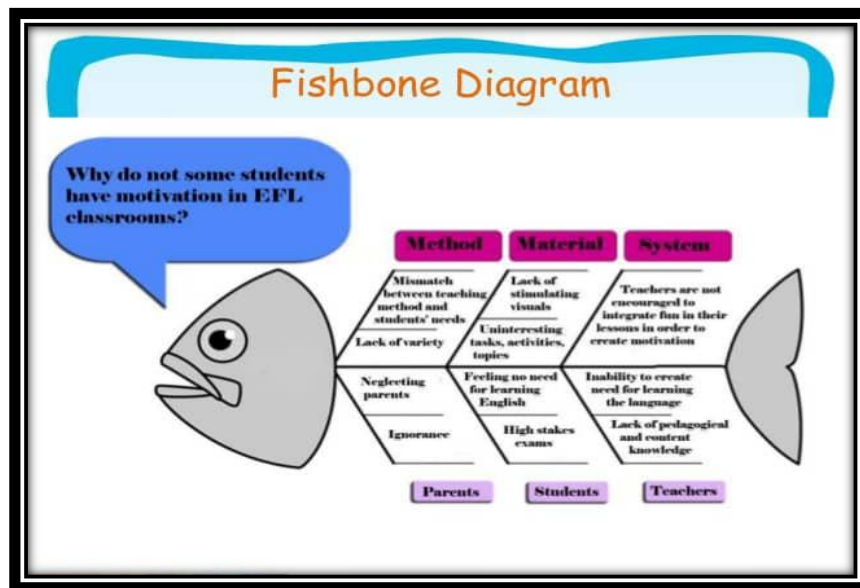 Fishbone Diagram
Why do not some students
have motivation in EFL
classrooms?
Method
Material
System
Mismatch
between teaching
method and
students' needs
Lack of variety
Lack of
stimulating
visuals
Uninteresting
tasks, activities,
topics
Teachers are not
encouraged to
integrate fun in their
lessons in order to
create motivation
Neglecting
parents
Ignorance
Feeling no need
for learning
English
High stakes
exams
Inability to create
need for learning
the language
Lack of pedagogical
and content
knowledge
Parents
Students
Teachers